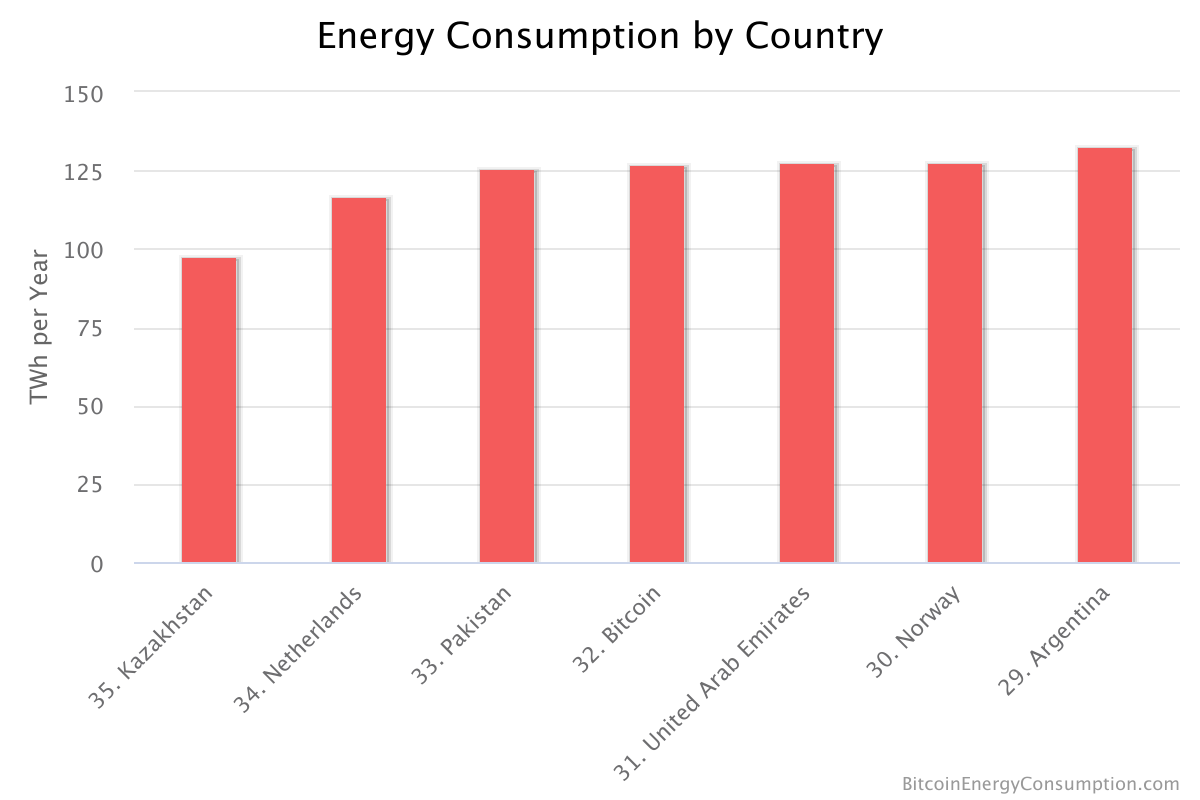 Energy Consumption by Country
TWh per Year
150
125
100
75
50
25
0
35. Kazakhstan
34. Netherlands
33. Pakistan
32. Bitcoin
31. United Arab Emirates
30. Norway
29. Argentina
BitcoinEnergyConsumption.com